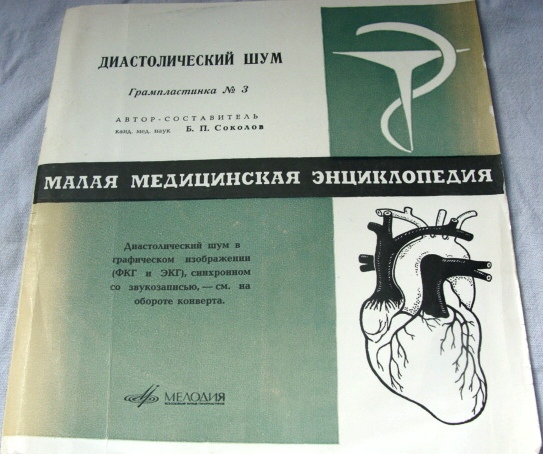 ДИАСТОЛИЧЕСКИЙ ШУМ
Грампластинка № 3
АВТОР-СОСТАВИТЕЛЬ
канд. мед. наук Б. П. Соколов
МАЛАЯ МЕДИЦИНСКАЯ ЭНЦИКЛОПЕДИЯ
Диастолический шум в
графическом изображении
(ФКГ и ЭКГ), синхронном
со звукозаписью, — см. на
обороте конверта.
МЕЛОДИЯ